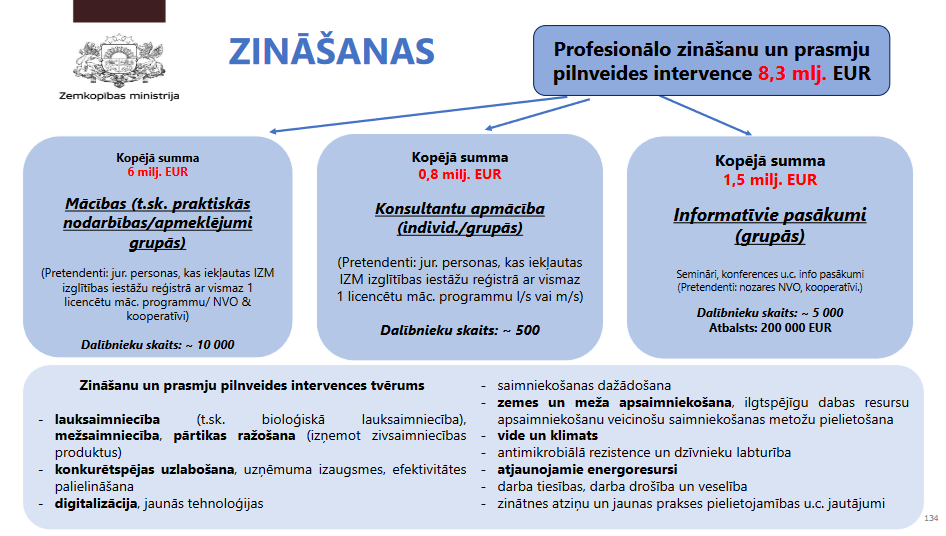 Zemkopības ministrija
ZINĀŠANAS
Profesionālo zināšanu un prasmju
pilnveides intervence 8,3 mlj. EUR
Kopējā summa
6 milj. EUR
Mācības (t.sk. praktiskās
nodarbības/apmeklējumi
grupās)
(Pretendenti: jur. personas, kas iekļautas IZM
izglītības iestāžu reģistrā ar vismaz 1
licencētu māc. programmu/ NVO &
kooperatīvi)
Dalībnieku skaits: ~ 10 000
Kopējā summa
0,8 milj. EUR
Konsultantu apmācība
(individ./grupās)
(Pretendenti: jur. personas, kas iekļautas
IZM izglītības iestāžu reģistrā ar vismaz
1 licencētu māc. programmu l/s vai m/s)
Dalībnieku skaits: ~ 500
Kopējā summa
1,5 milj. EUR
Informatīvie pasākumi
(grupās)
Semināri, konferences u.c. info pasākumi
(Pretendenti: nozares NVO, kooperatīvi.)
Dalībnieku skaits: ~ 5 000
Atbalsts: 200 000 EUR
Zināšanu un prasmju pilnveides intervences tvērums
- lauksaimniecība (t.sk. bioloģiskā lauksaimniecība),
mežsaimniecība, pārtikas ražošana (izņemot zivsaimniecības
produktus)
- konkurētspējas uzlabošana, uzņēmuma izaugsmes, efektivitātes
palielināšana
- digitalizācija, jaunās tehnoloģijas
- saimniekošanas dažādošana
- zemes un meža apsaimniekošana, ilgtspējīgu dabas resursu
apsaimniekošanu veicinošu saimniekošanas metožu pielietošana
- vide un klimats
- antimikrobiālā rezistence un dzīvnieku labturība
- atjaunojamie energoresursi
- darba tiesības, darba drošība un veselība
- zinātnes atziņu un jaunas prakses pielietojamības u.c. jautājumi
134